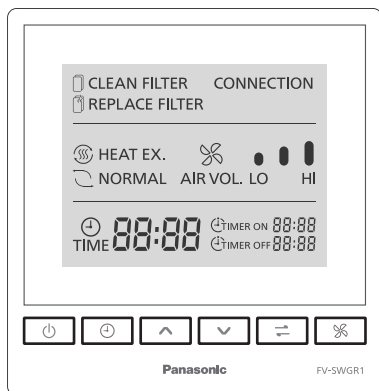 CLEAN FILTER CONNECTION
REPLACE FILTER
HEAT EX.
NORMAL AIR VOL. LO HI
TIME 88:88 TIMER ON 88:88
TIMER OFF 88:88
Panasonic FV-SWGR1